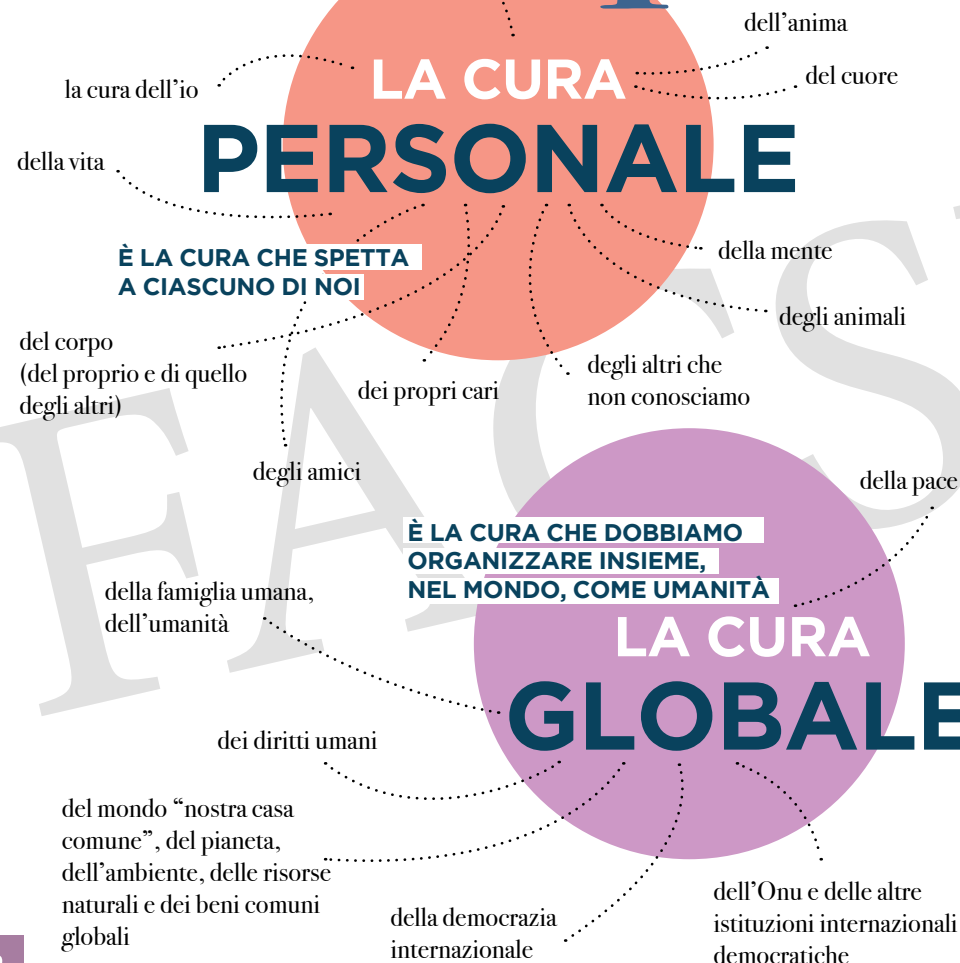 dell'anima
la cura dell'io
LA CURA
del cuore
PERSONALE
della vita
È LA CURA CHE SPETTA
A CIASCUNO DI NOI
della mente
degli animali
del corpo
(del proprio e di quello
degli altri)
dei propri cari
degli altri che
non conosciamo
degli amici
della pace
È LA CURA CHE DOBBIAMO
ORGANIZZARE INSIEME,
NEL MONDO, COME UMANITÀ
della famiglia umana,
dell'umanità
LA CURA
GLOBALE
dei diritti umani
del mondo “nostra casa
comune”, del pianeta,
dell'ambiente, delle risorse
naturali e dei beni comuni
globali
della democrazia
internazionale
dell'Onu e delle altre
istituzioni internazionali
democratiche
FACS